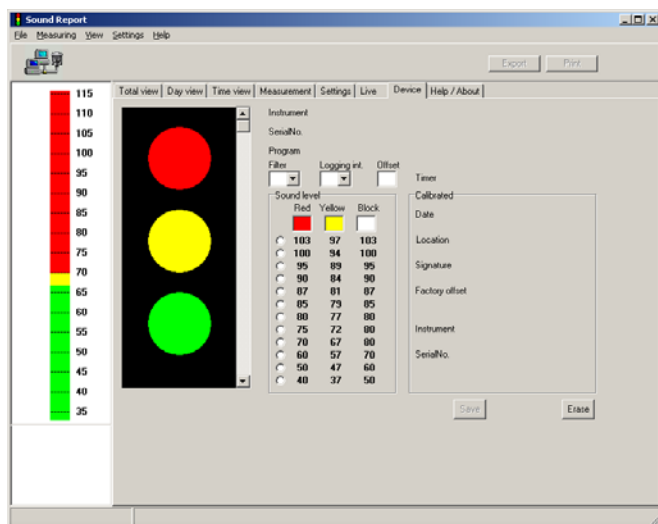 Sound Report
File Measuring View Settings Help
Export Print
115
110
105
100
95
90
85
80
75
70
65
60
55
50
45
40
35
Total view Day view Time view Measurement Settings Live Device Help / About
Instrument
SerialNo.
Program
Filter Logging int. Offset
Timer
Sound level
Red Yellow Block
103 97 103
100 94 100
95 89 95
90 84 90
87 81 87
85 79 85
80 77 80
75 72 80
70 67 80
60 57 70
50 47 60
40 37 50
Calibrated
Date
Location
Signature
Factory offset
Instrument
SerialNo.
Save Erase